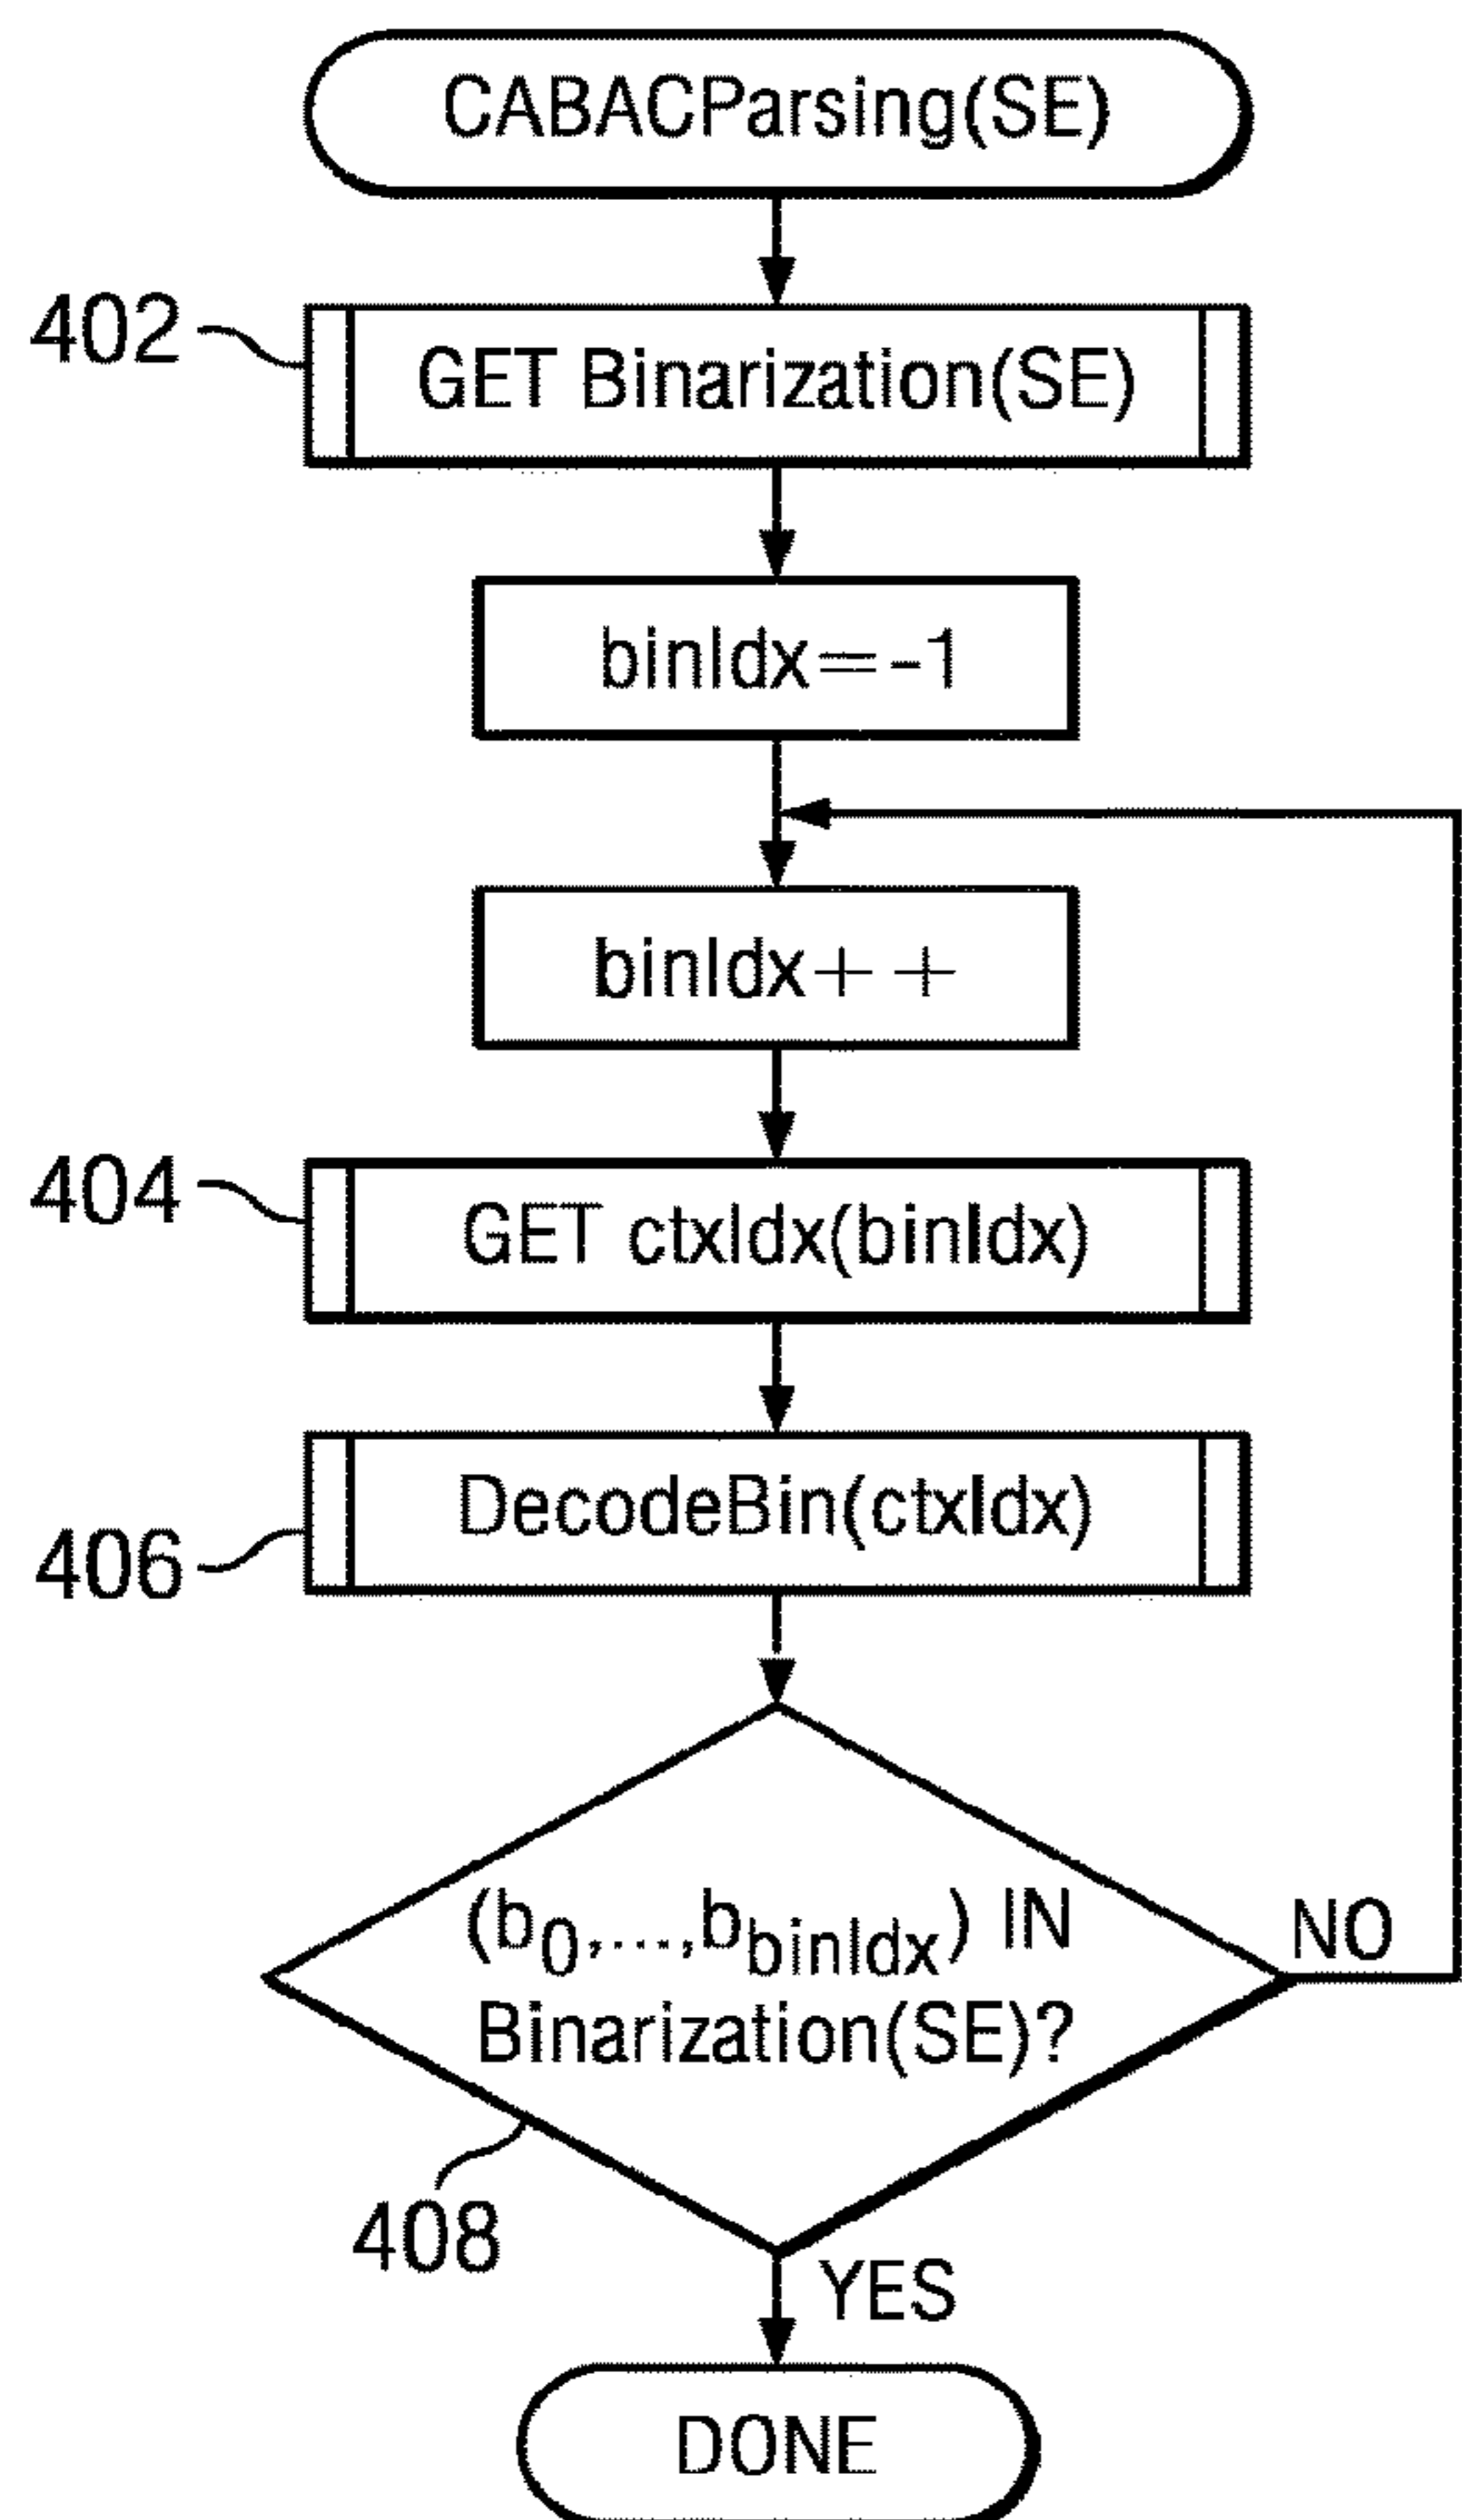 CABACParsing(SE)
402
GET Binarization(SE)
binIdx=-1
binIdx++
404
GET ctxIdx(binIdx)
DecodeBin(ctxIdx)
406
(b0,...,bbinIdx) IN
NO
Binarization(SE)?
408
YES
DONE